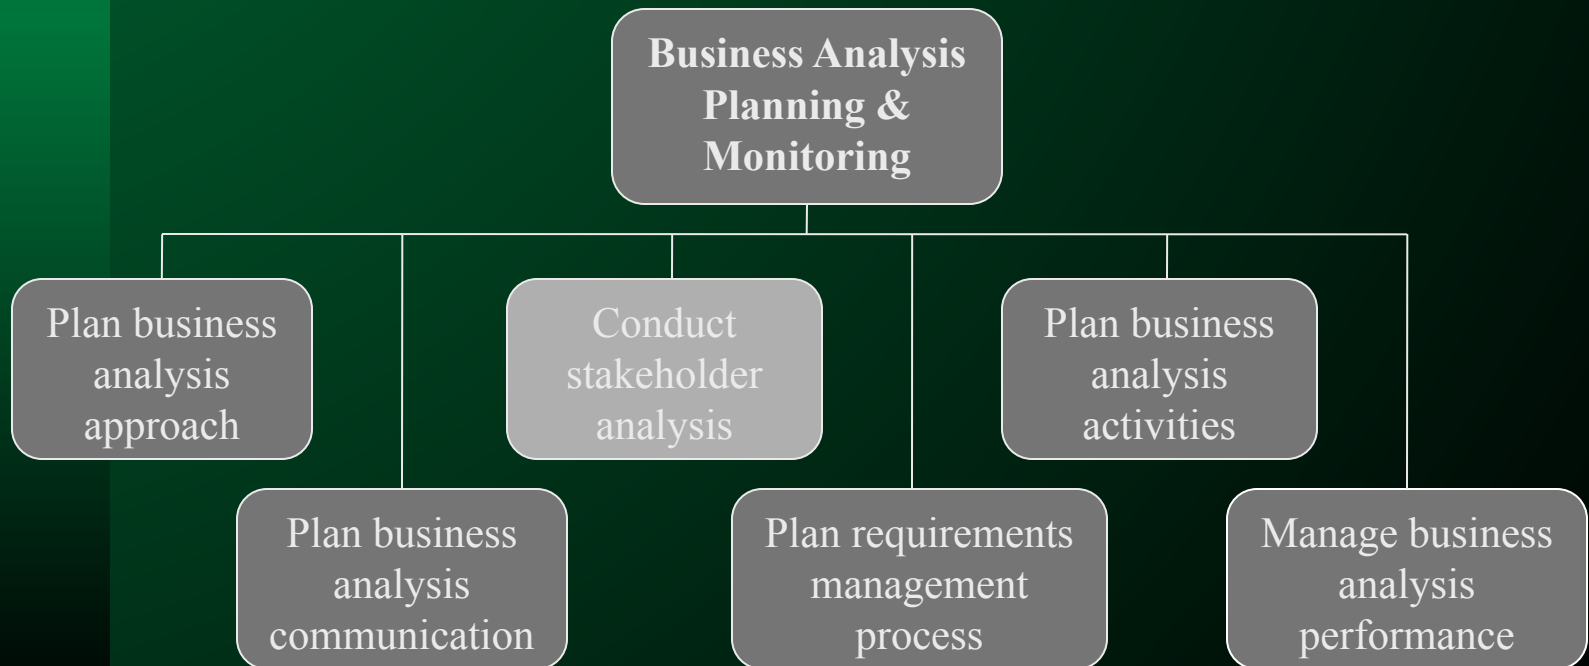 Business Analysis
Planning &
Monitoring
Plan business
analysis
approach
Conduct
stakeholder
analysis
Plan business
analysis
activities
Plan business
analysis
communication
Plan requirements
management
process
Manage business
analysis
performance